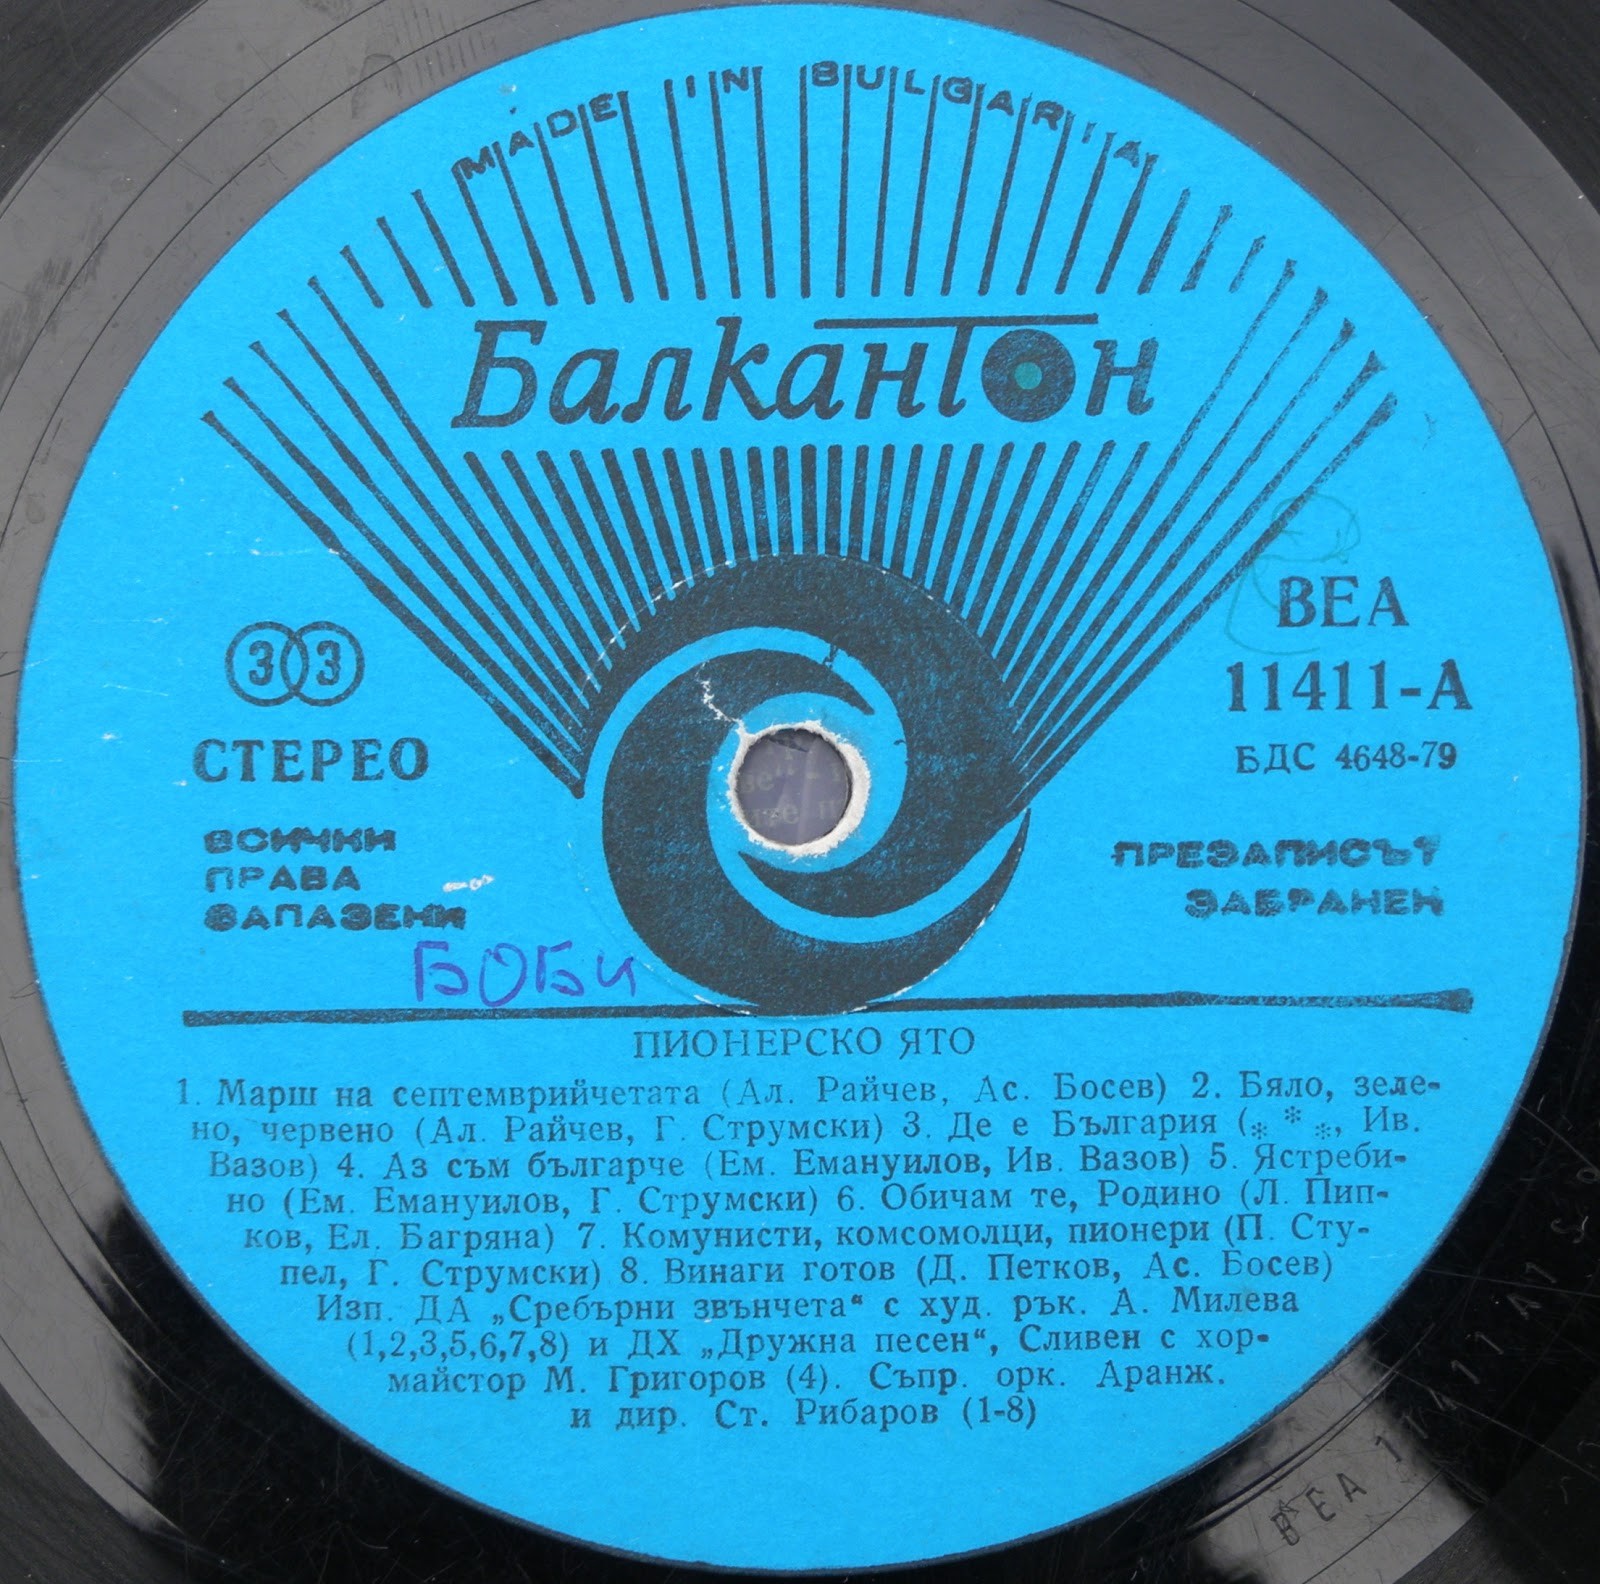 MADE IN BULGARIA
Балкантон
33
СТЕРЕО
ВЕА
11411-А
БДС 4648-79
ВСИЧКИ
ПРАВА
ЗАПАЗЕНИ
ПРЕЗАПИСЪТ
ЗАБРАНЕН
БОБИ
ПИОНЕРСКО ЯТО
1. Марш на септемврийчетата (Ал. Райчев, Ас. Босев) 2. Бяло, зеле-
но, червено (Ал. Райчев, Г. Струмски) 3. Де е България (* * *, Ив.
Вазов) 4. Аз съм българче (Ем. Емануилов, Ив. Вазов) 5. Ястреби-
но (Ем. Емануилов, Г. Струмски) 6. Обичам те, Родино (Л. Пип-
ков, Ел. Багряна) 7. Комунисти, комсомолци, пионери (П. Сту-
пел, Г. Струмски) 8. Винаги готов (Д. Петков, Ас. Босев)
Изп. ДА „Сребърни звънчета“ с худ. рък. А. Милева
(1,2,3,5,6,7,8) и ДХ „Дружна песен“, Сливен с хор-
майстор М. Григоров (4). Съпр. орк. Аранж.
и дир. Ст. Рибаров (1-8)
ВЕА 11411 А1